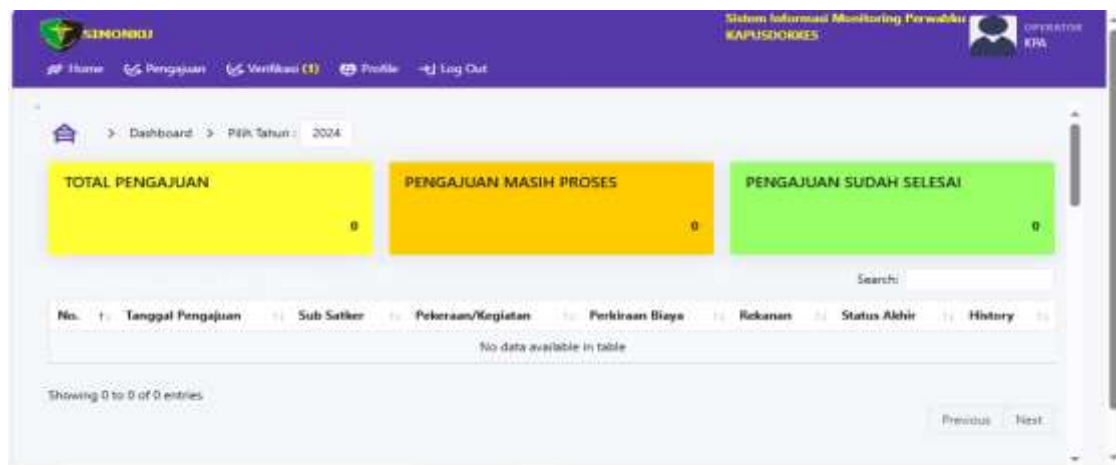 SIMONKU
Sistem Informasi Monitoring Perwabku
KAPUSDOKKES
OPERATOR
KPA
Home Pengajuan Verifikasi (1) Profile Log Out
> Dashboard > Pilih Tahun : 2024
TOTAL PENGAJUAN
0
PENGAJUAN MASIH PROSES
0
PENGAJUAN SUDAH SELESAI
0
Search:
No. Tanggal Pengajuan Sub Satker Pekeraan/Kegiatan Perkiraan Biaya Rekanan Status Akhir History
No data available in table
Showing 0 to 0 of 0 entries
Previous Next